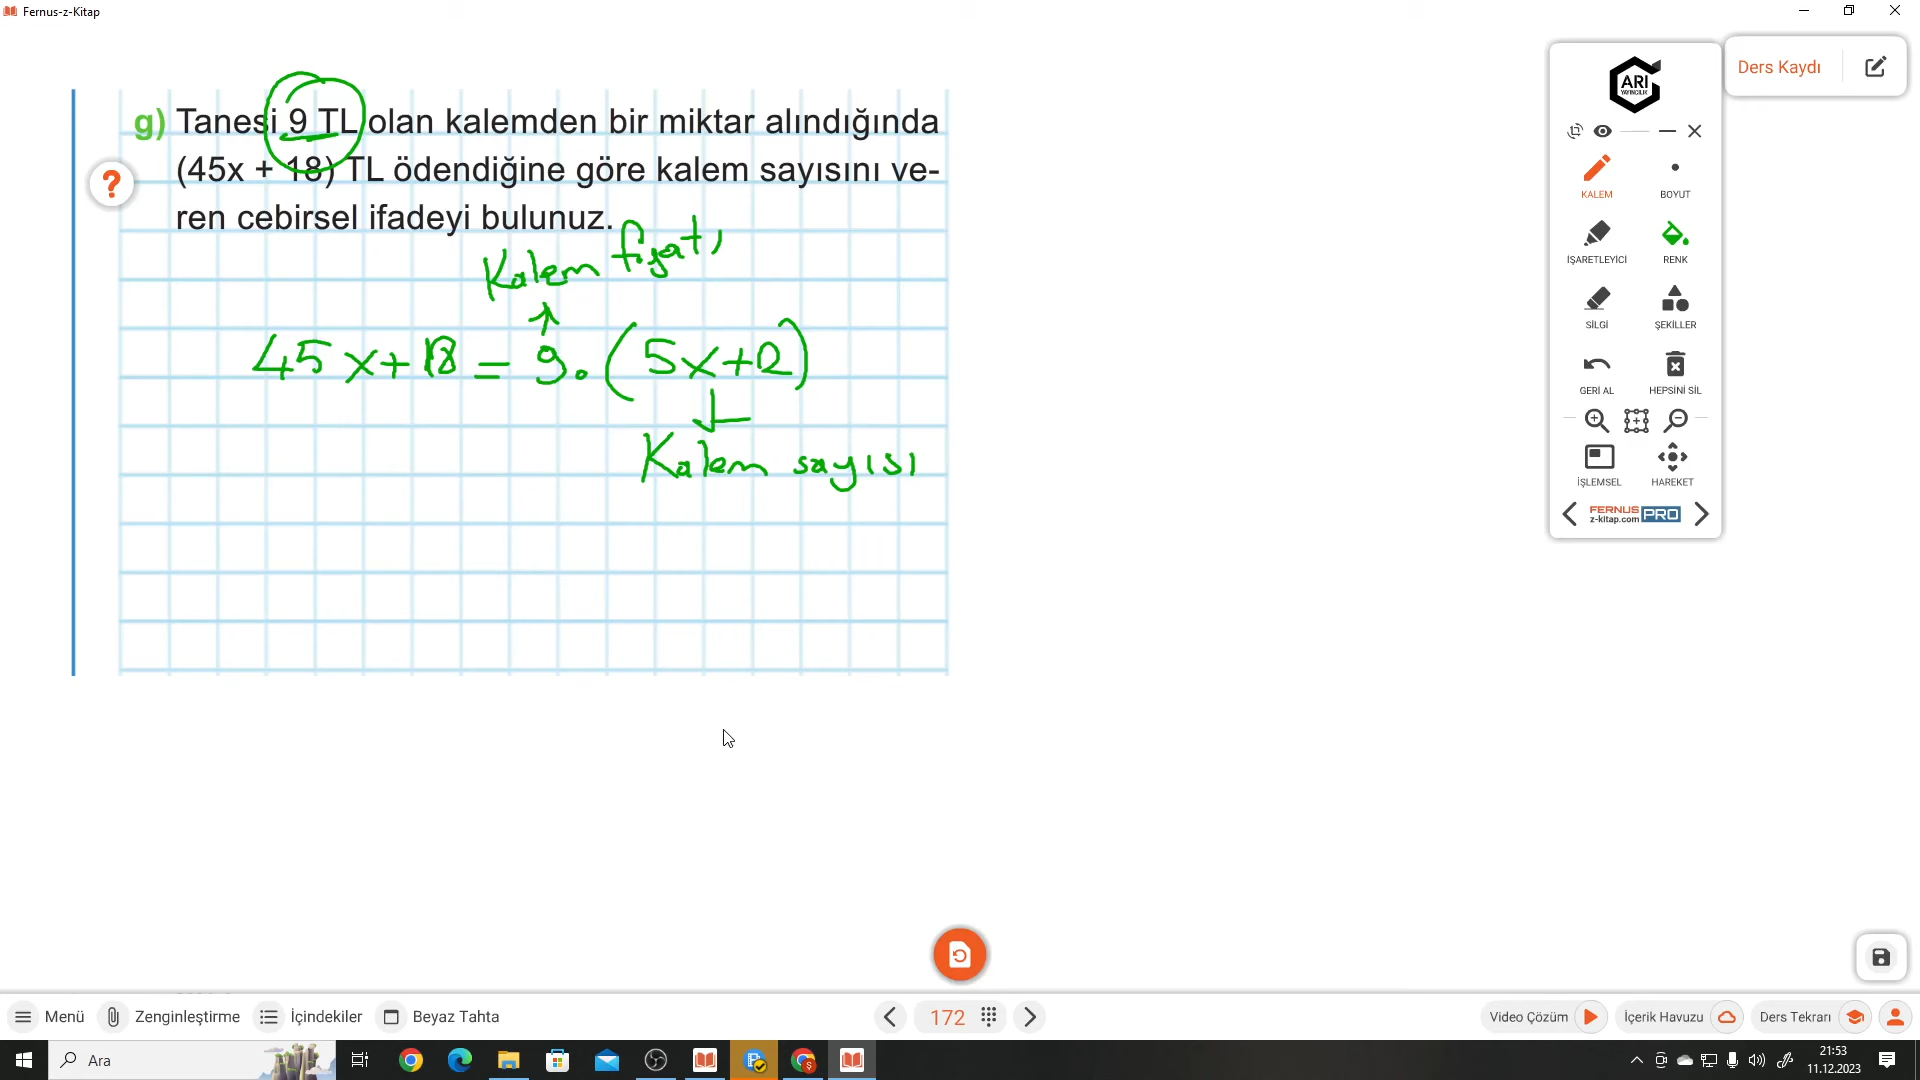 Fernus-z-Kitap
ARI
YAYINCILIK
Ders Kaydı
g) Tanesi 9 TL olan kalemden bir miktar alındığında
(45x + 18) TL ödendiğine göre kalem sayısını ve-
ren cebirsel ifadeyi bulunuz.
Kalem fiyatı
45x+18 = 9.(5x+2)
Kalem sayısı
KALEM
BOYUT
İŞARETLEYİCİ
RENK
SİLGİ
ŞEKİLLER
GERİ AL
HEPSİNİ SİL
İŞLEMSEL
HAREKET
FERNUS
z-kitap.com
PRO
Menü
Zenginleştirme
İçindekiler
Beyaz Tahta
172
Video Çözüm
İçerik Havuzu
Ders Tekrarı
Ara
21:53
11.12.2023